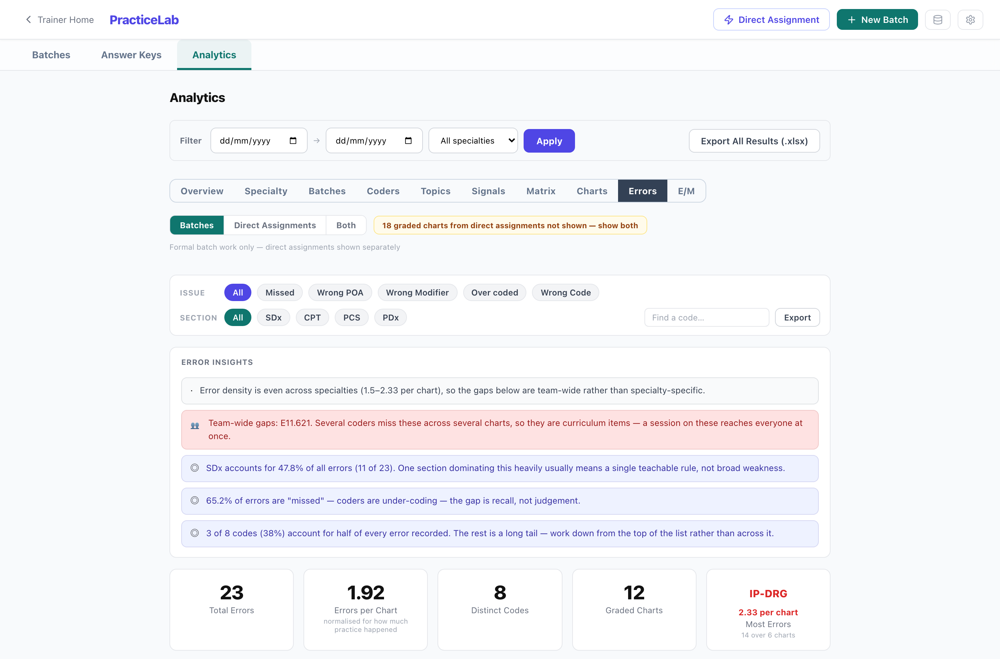 Trainer Home
PracticeLab
Direct Assignment
+ New Batch
Batches
Answer Keys
Analytics
Analytics
Filter
dd/mm/yyyy
→
dd/mm/yyyy
All specialties
Apply
Export All Results (.xlsx)
Overview
Specialty
Batches
Coders
Topics
Signals
Matrix
Charts
Errors
E/M
Batches
Direct Assignments
Both
18 graded charts from direct assignments not shown — show both
Formal batch work only — direct assignments shown separately
ISSUE
All
Missed
Wrong POA
Wrong Modifier
Over coded
Wrong Code
SECTION
All
SDx
CPT
PCS
PDx
Find a code...
Export
ERROR INSIGHTS
· Error density is even across specialties (1.5–2.33 per chart), so the gaps below are team-wide rather than specialty-specific.
Team-wide gaps: E11.621. Several coders miss these across several charts, so they are curriculum items — a session on these reaches everyone at
once.
◎ SDx accounts for 47.8% of all errors (11 of 23). One section dominating this heavily usually means a single teachable rule, not broad weakness.
◎ 65.2% of errors are "missed" — coders are under-coding — the gap is recall, not judgement.
◎ 3 of 8 codes (38%) account for half of every error recorded. The rest is a long tail — work down from the top of the list rather than across it.
23
Total Errors
1.92
Errors per Chart
normalised for how much
practice happened
8
Distinct Codes
12
Graded Charts
IP-DRG
2.33 per chart
Most Errors
14 over 6 charts